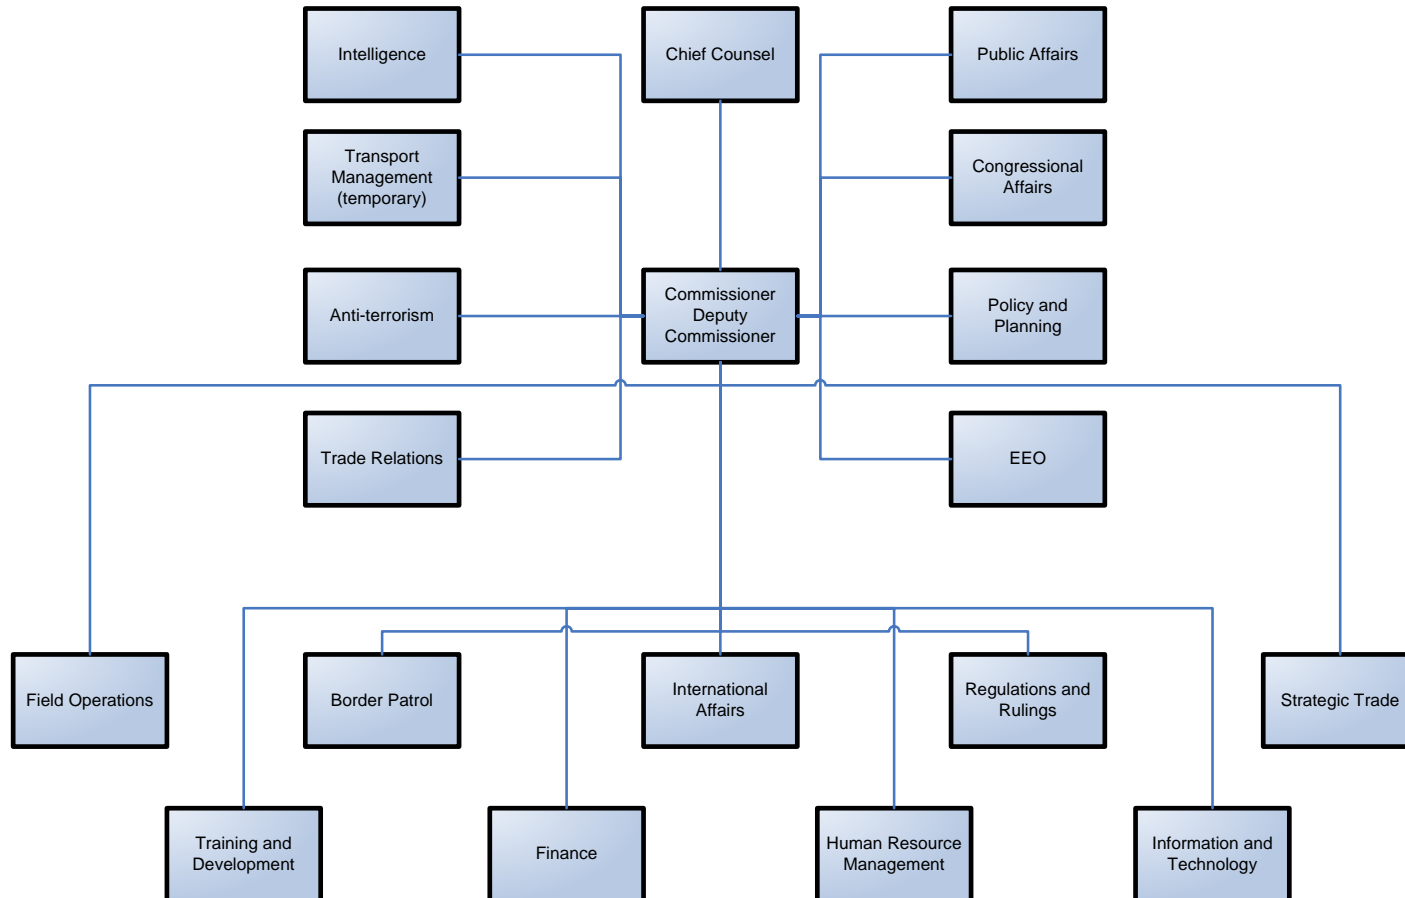 Intelligence
Chief Counsel
Public Affairs
Transport
Management
(temporary)
Congressional
Affairs
Anti-terrorism
Commissioner
Deputy
Commissioner
Policy and
Planning
Trade Relations
EEO
Field Operations
Border Patrol
International
Affairs
Regulations and
Rulings
Strategic Trade
Training and
Development
Finance
Human Resource
Management
Information and
Technology